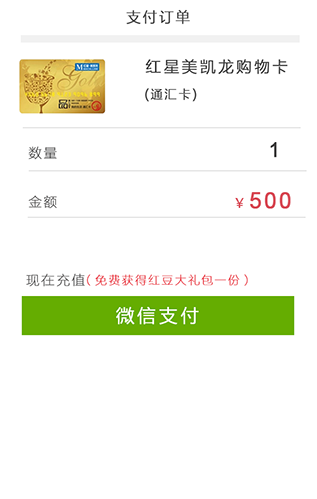 支付订单
Gold
M
品
红星美凯龙购物卡
(通汇卡)
数量 1
金额 ￥500
现在充值(免费获得红豆大礼包一份)
微信支付